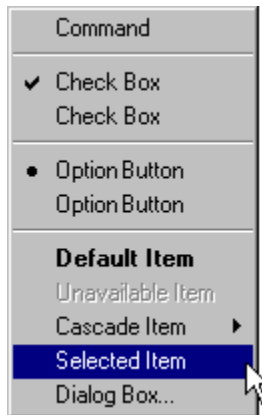 Command
Check Box
Check Box
Option Button
Option Button
Default Item
Unavailable Item
Cascade Item
Selected Item
Dialog Box...